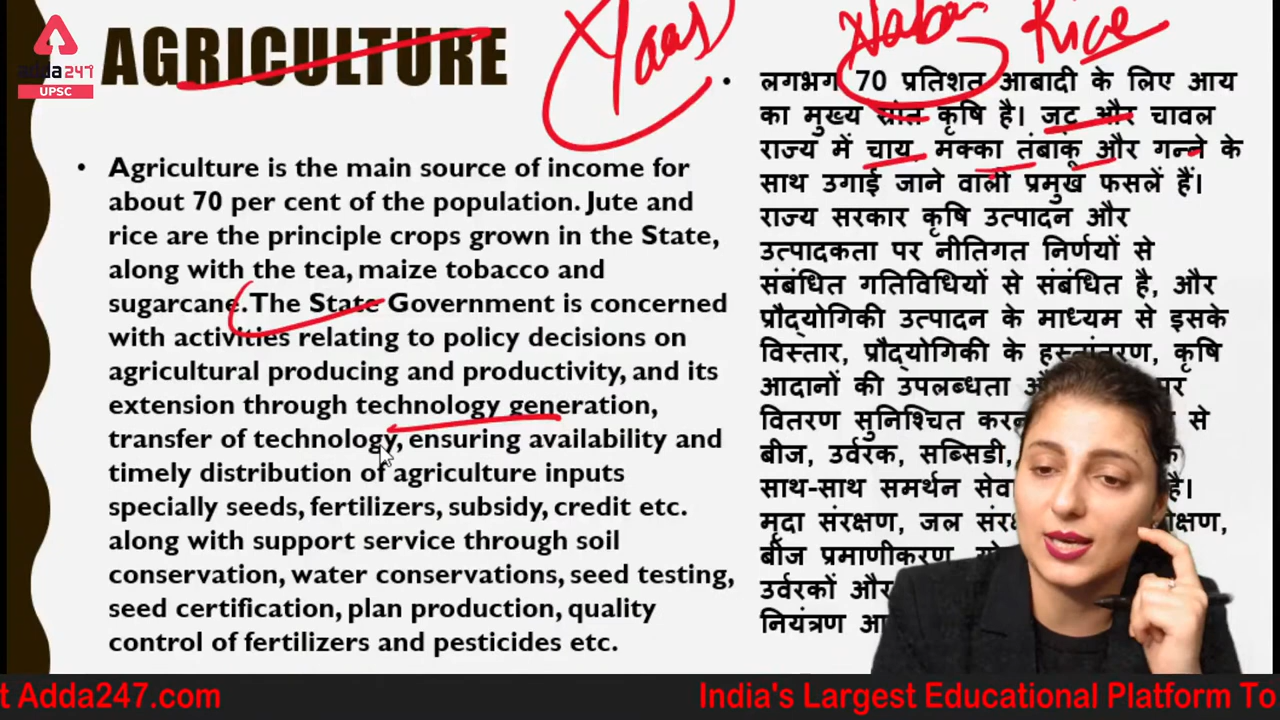 AGRICULTURE
adda247
UPSC
Yaas
Rice
• Agriculture is the main source of income for
about 70 per cent of the population. Jute and
rice are the principle crops grown in the State,
along with the tea, maize tobacco and
sugarcane. The State Government is concerned
with activities relating to policy decisions on
agricultural producing and productivity, and its
extension through technology generation,
transfer of technology, ensuring availability and
timely distribution of agriculture inputs
specially seeds, fertilizers, subsidy, credit etc.
along with support service through soil
conservation, water conservations, seed testing,
seed certification, plan production, quality
control of fertilizers and pesticides etc.
• लगभग 70 प्रतिशत आबादी के लिए आय
का मुख्य स्रोत कृषि है। जूट और चावल
राज्य में चाय, मक्का तंबाकू और गन्ने के
साथ उगाई जाने वाली प्रमुख फसलें हैं।
राज्य सरकार कृषि उत्पादन और
उत्पादकता पर नीतिगत निर्णयों से
संबंधित गतिविधियों से संबंधित है, और
प्रौद्योगिकी उत्पादन के माध्यम से इसके
विस्तार, प्रौद्योगिकी के हस्तांतरण, कृषि
आदानों की उपलब्धता
वितरण सुनिश्चित से
बीज, उर्वरक, सब्सिडी,
साथ-साथ समर्थन है।
मृदा संरक्षण, जल
बीज प्रमाणीकरण,
उर्वरकों और
नियंत्रण
t Adda247.com
India's Largest Educational Platform To